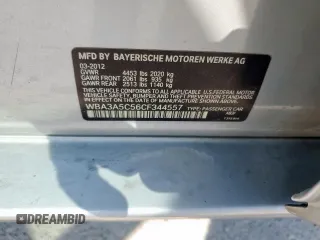 MFD BY BAYERISCHE MOTOREN WERKE AG
03-2012
GVWR 4453 lbs 2020 kg
GAWR FRONT 2061 lbs 935 kg
GAWR REAR 2513 lbs 1140 kg
THIS VEHICLE CONFORMS TO ALL APPLICABLE U.S. FEDERAL MOTOR
VEHICLE SAFETY, BUMPER, AND THEFT PREVENTION STANDARDS
IN EFFECT ON THE DATE OF MANUFACTURE SHOWN ABOVE.
WBA3A5C56CF344557 TYPE: PASSENGER CAR
DREAMBID